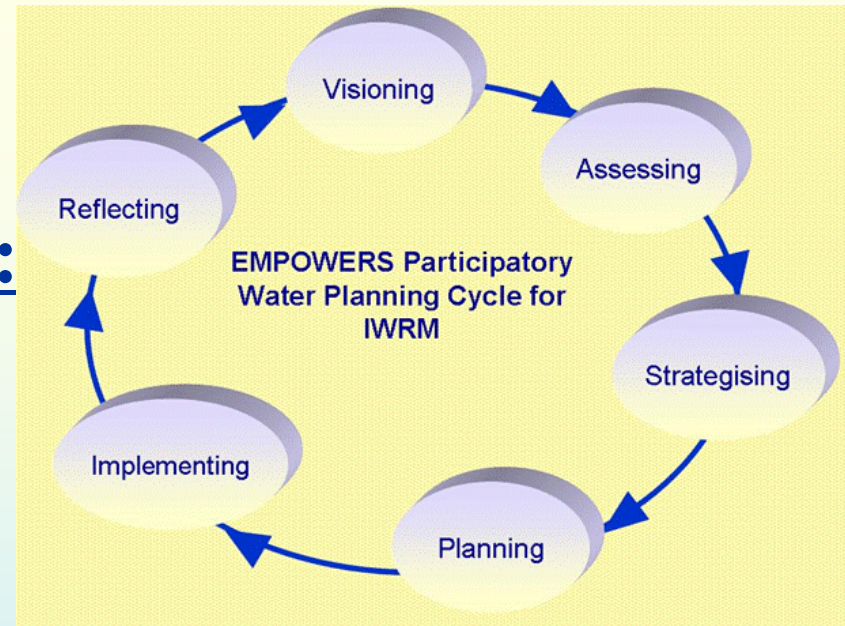 :
Visioning
Assessing
Reflecting
EMPOWERS Participatory
Water Planning Cycle for
IWRM
Strategising
Implementing
Planning